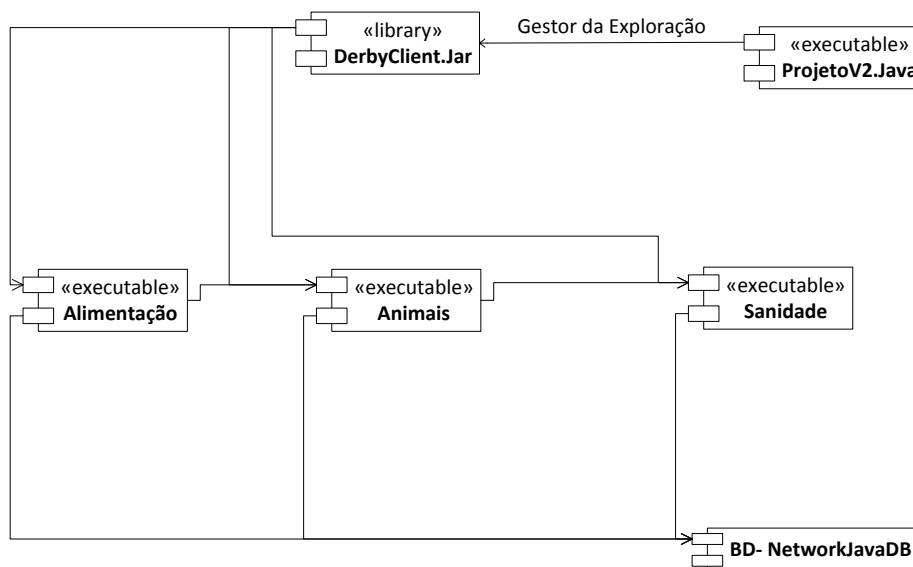 «library»
DerbyClient.Jar
Gestor da Exploração
«executable»
ProjetoV2.Java
«executable»
Alimentação
«executable»
Animais
«executable»
Sanidade
BD- NetworkJavaDB